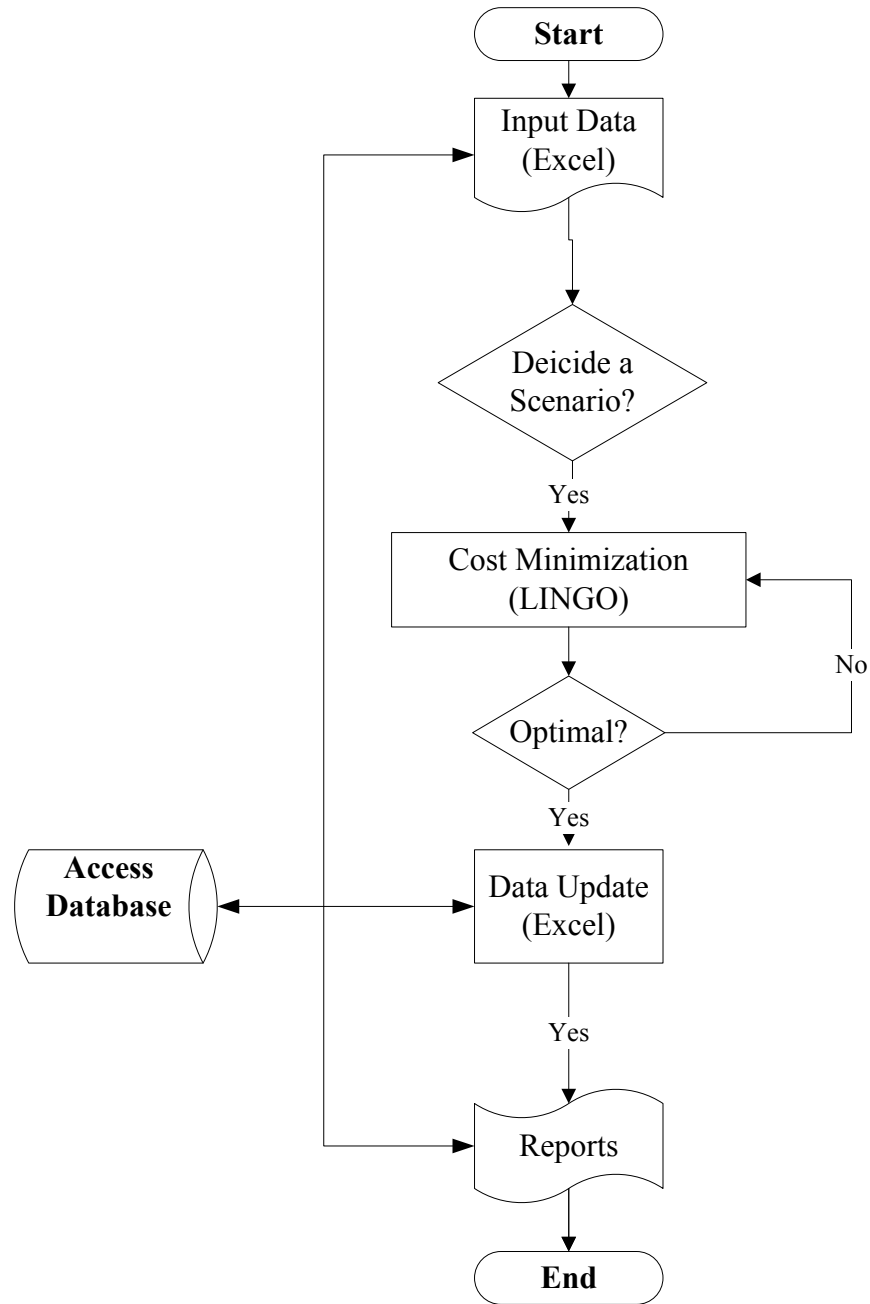 Start
Input Data
(Excel)
Deicide a
Scenario?
Yes
Cost Minimization
(LINGO)
No
Optimal?
Yes
Access
Database
Data Update
(Excel)
Yes
Reports
End